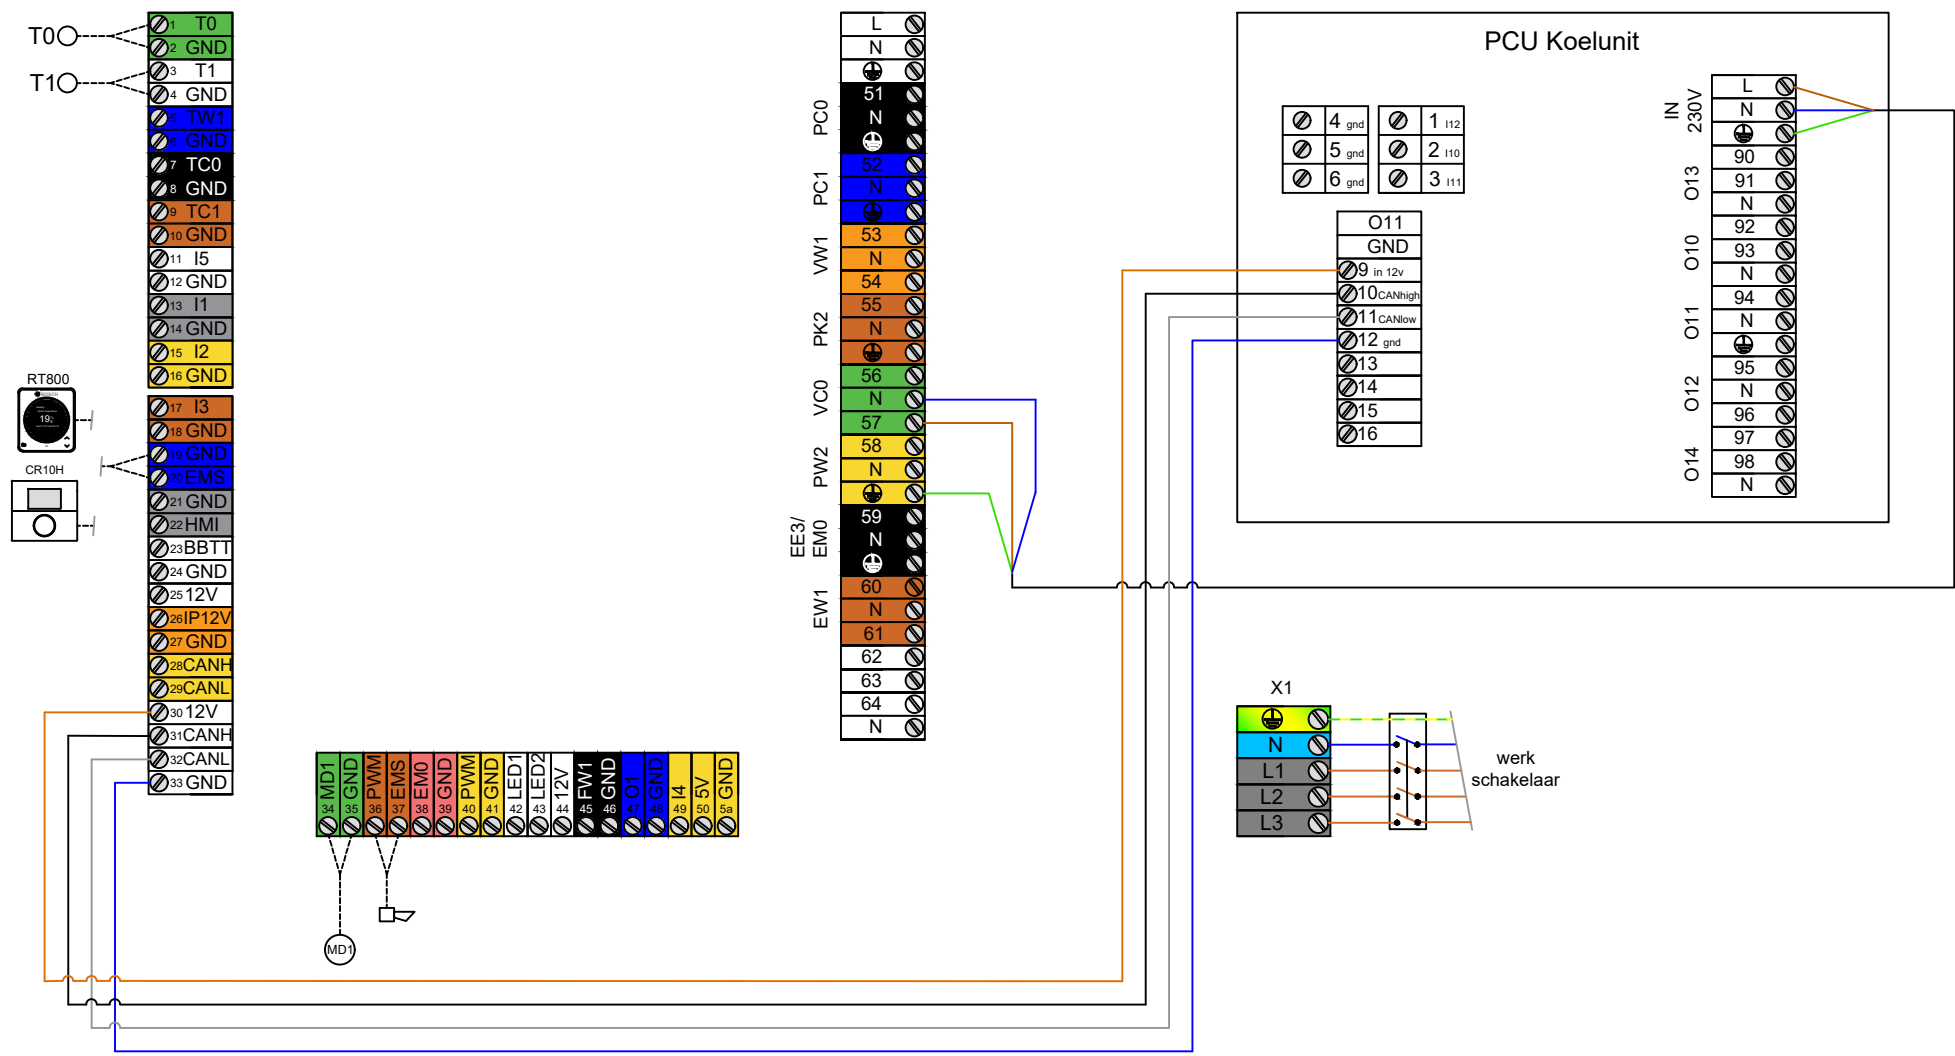 T0
T1
1 T0
2 GND
3 T1
4 GND
5 TW1
6 GND
7 TC0
8 GND
9 TC1
10 GND
11 I5
12 GND
13 I1
14 GND
15 I2
16 GND
17 I3
18 GND
19 GND
20 EMS
21 GND
22 HMI
23 BBTT
24 GND
25 12V
26 IP12V
27 GND
28 CANH
29 CANL
30 12V
31 CANH
32 CANL
33 GND
RT800
BOSCH
19
CR10H
MD1 34
GND 35
PWM 36
EMS 37
EM0 38
GND 39
PWM 40
GND 41
LED1 42
LED2 43
12V 44
FW1 45
GND 46
O1 47
GND 48
I4 49
5V 50
GND 5a
MD1
L
N
PC0
51
N
PC1
52
N
VW1
53
N
54
PK2
55
N
VC0
56
N
57
PW2
58
N
EE3/
EM0
59
N
EW1
60
N
61
62
63
64
N
PCU Koelunit
4 gnd
5 gnd
6 gnd
1 I12
2 I10
3 I11
O11
GND
9 in 12v
10 CANhigh
11 CANlow
12 gnd
13
14
15
16
IN
230V
L
N
O13
90
91
N
O10
92
93
N
O11
94
N
O12
95
N
96
O14
97
98
N
X1
N
L1
L2
L3
werk
schakelaar